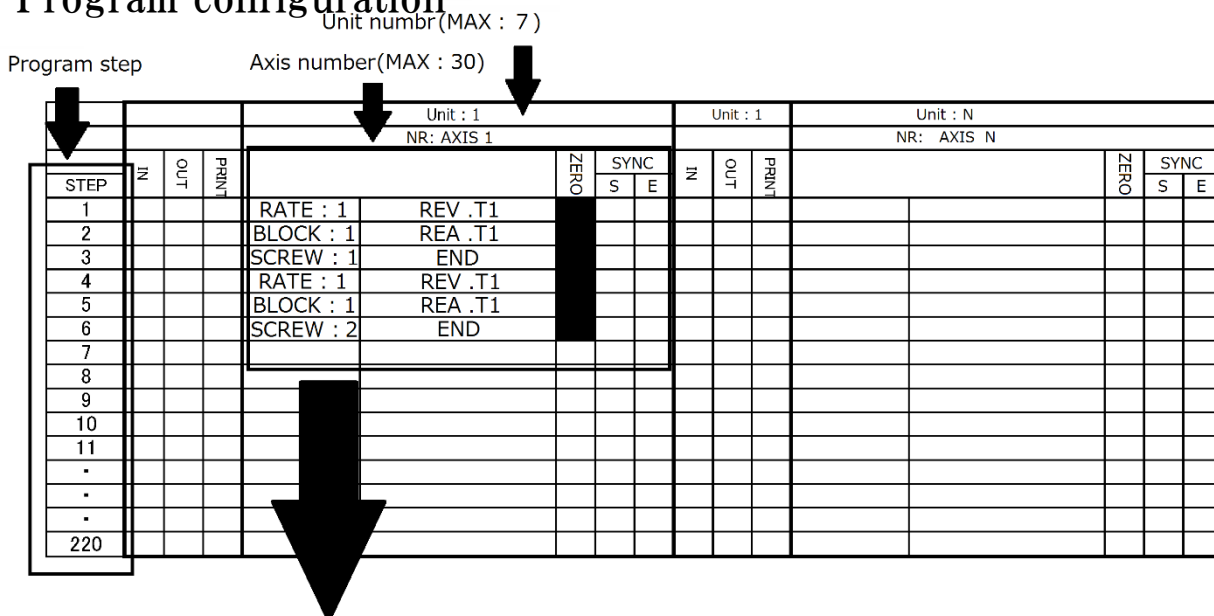 Program configuration
Unit numbr(MAX : 7)
Program step
Axis number(MAX : 30)
Unit : 1
Unit : 1
Unit : N
NR: AXIS 1
NR: AXIS N
STEP
IN
OUT
PRINT
ZERO
SYNC
S E
IN
OUT
PRINT
ZERO
SYNC
S E
1 RATE : 1 REV .T1
2 BLOCK : 1 REA .T1
3 SCREW : 1 END
4 RATE : 1 REV .T1
5 BLOCK : 1 REA .T1
6 SCREW : 2 END
7
8
9
10
11
.
.
.
220